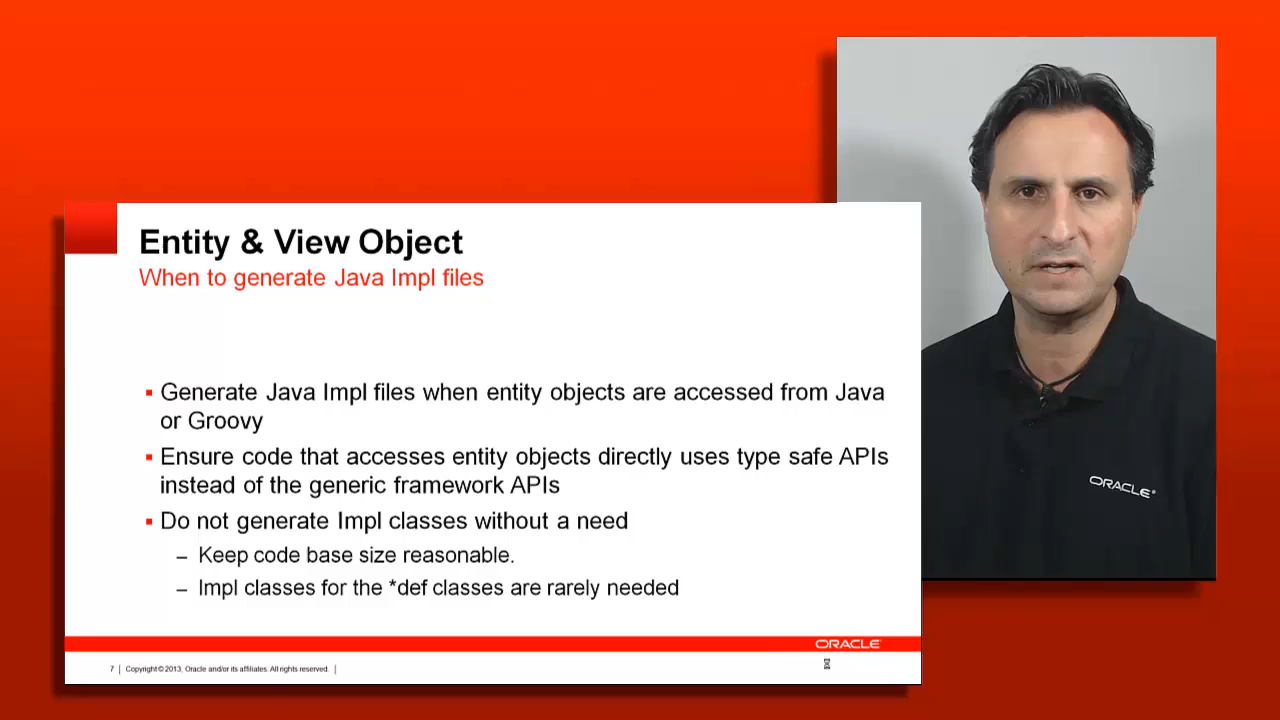 Entity & View Object
When to generate Java Impl files
Generate Java Impl files when entity objects are accessed from Java
or Groovy
Ensure code that accesses entity objects directly uses type safe APIs
instead of the generic framework APIs
Do not generate Impl classes without a need
– Keep code base size reasonable.
– Impl classes for the *def classes are rarely needed
ORACLE
7 | Copyright © 2013, Oracle and/or its affiliates. All rights reserved. |
ORACLE®